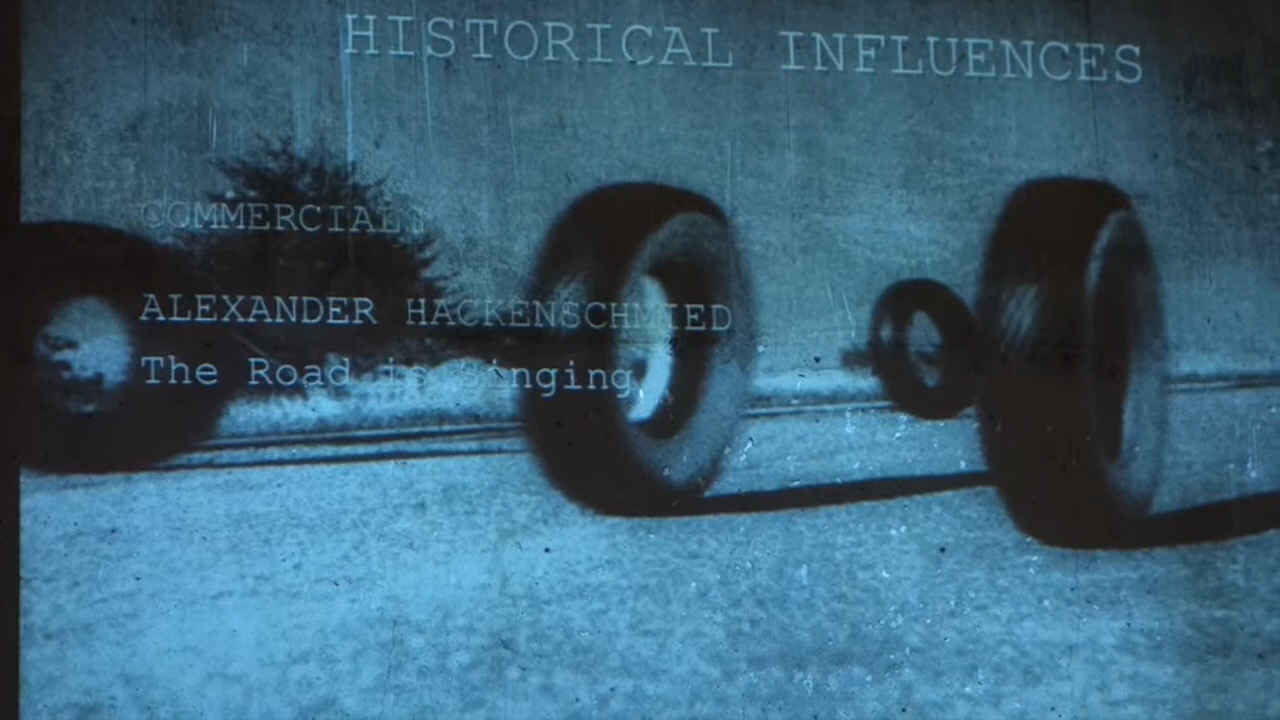 HISTORICAL INFLUENCES
COMMERCIALS
ALEXANDER HACKENSCHMIED
The Road is Singing